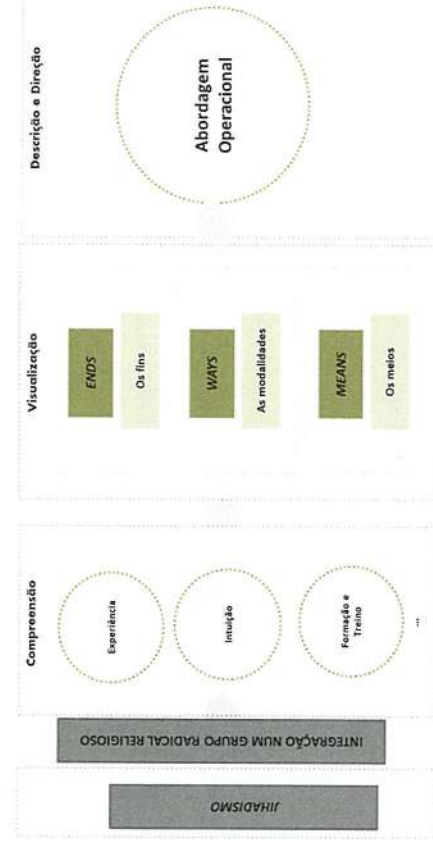 JIHADISMO
INTEGRAÇÃO NUM GRUPO RADICAL RELIGIOSO
Compreensão
Experiência
Intuição
Formação e
Treino
...
Visualização
ENDS
Os fins
WAYS
As modalidades
MEANS
Os meios
Descrição e Direção
Abordagem
Operacional